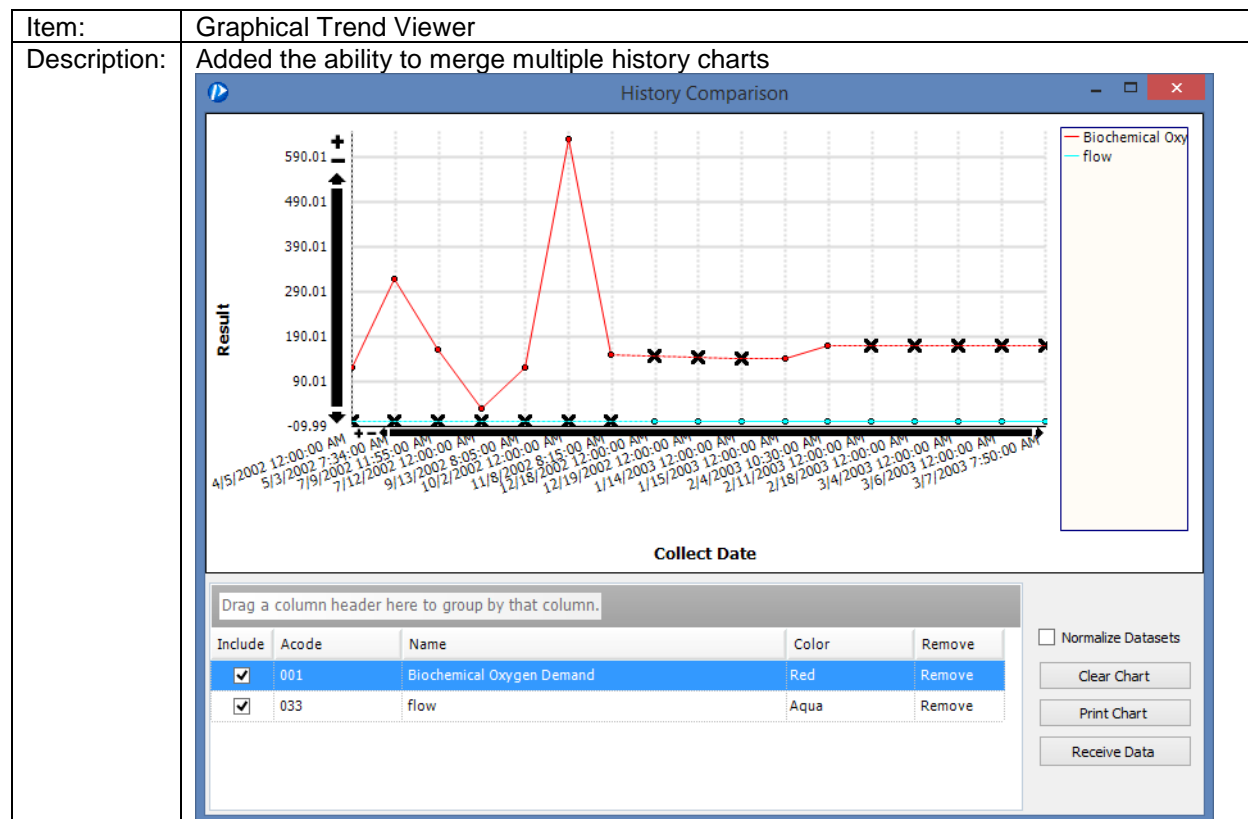 Item: Graphical Trend Viewer
Description: Added the ability to merge multiple history charts
History Comparison
590.01
490.01
390.01
290.01
190.01
90.01
-09.99
Result
Biochemical Oxy
flow
4/5/2002 12:00:00 AM
5/3/2002 7:34:00 AM
7/9/2002 11:55:00 AM
7/12/2002 12:00:00 AM
9/13/2002 8:05:00 AM
10/2/2002 12:00:00 AM
11/8/2002 8:15:00 AM
12/18/2002 12:00:00 AM
12/19/2002 12:00:00 AM
1/14/2003 12:00:00 AM
1/15/2003 12:00:00 AM
2/4/2003 10:30:00 AM
2/11/2003 12:00:00 AM
2/18/2003 12:00:00 AM
3/4/2003 12:00:00 AM
3/6/2003 12:00:00 AM
3/7/2003 7:50:00 AM
Collect Date
Drag a column header here to group by that column.
Include Acode Name Color Remove
001 Biochemical Oxygen Demand Red Remove
033 flow Aqua Remove
Normalize Datasets
Clear Chart
Print Chart
Receive Data